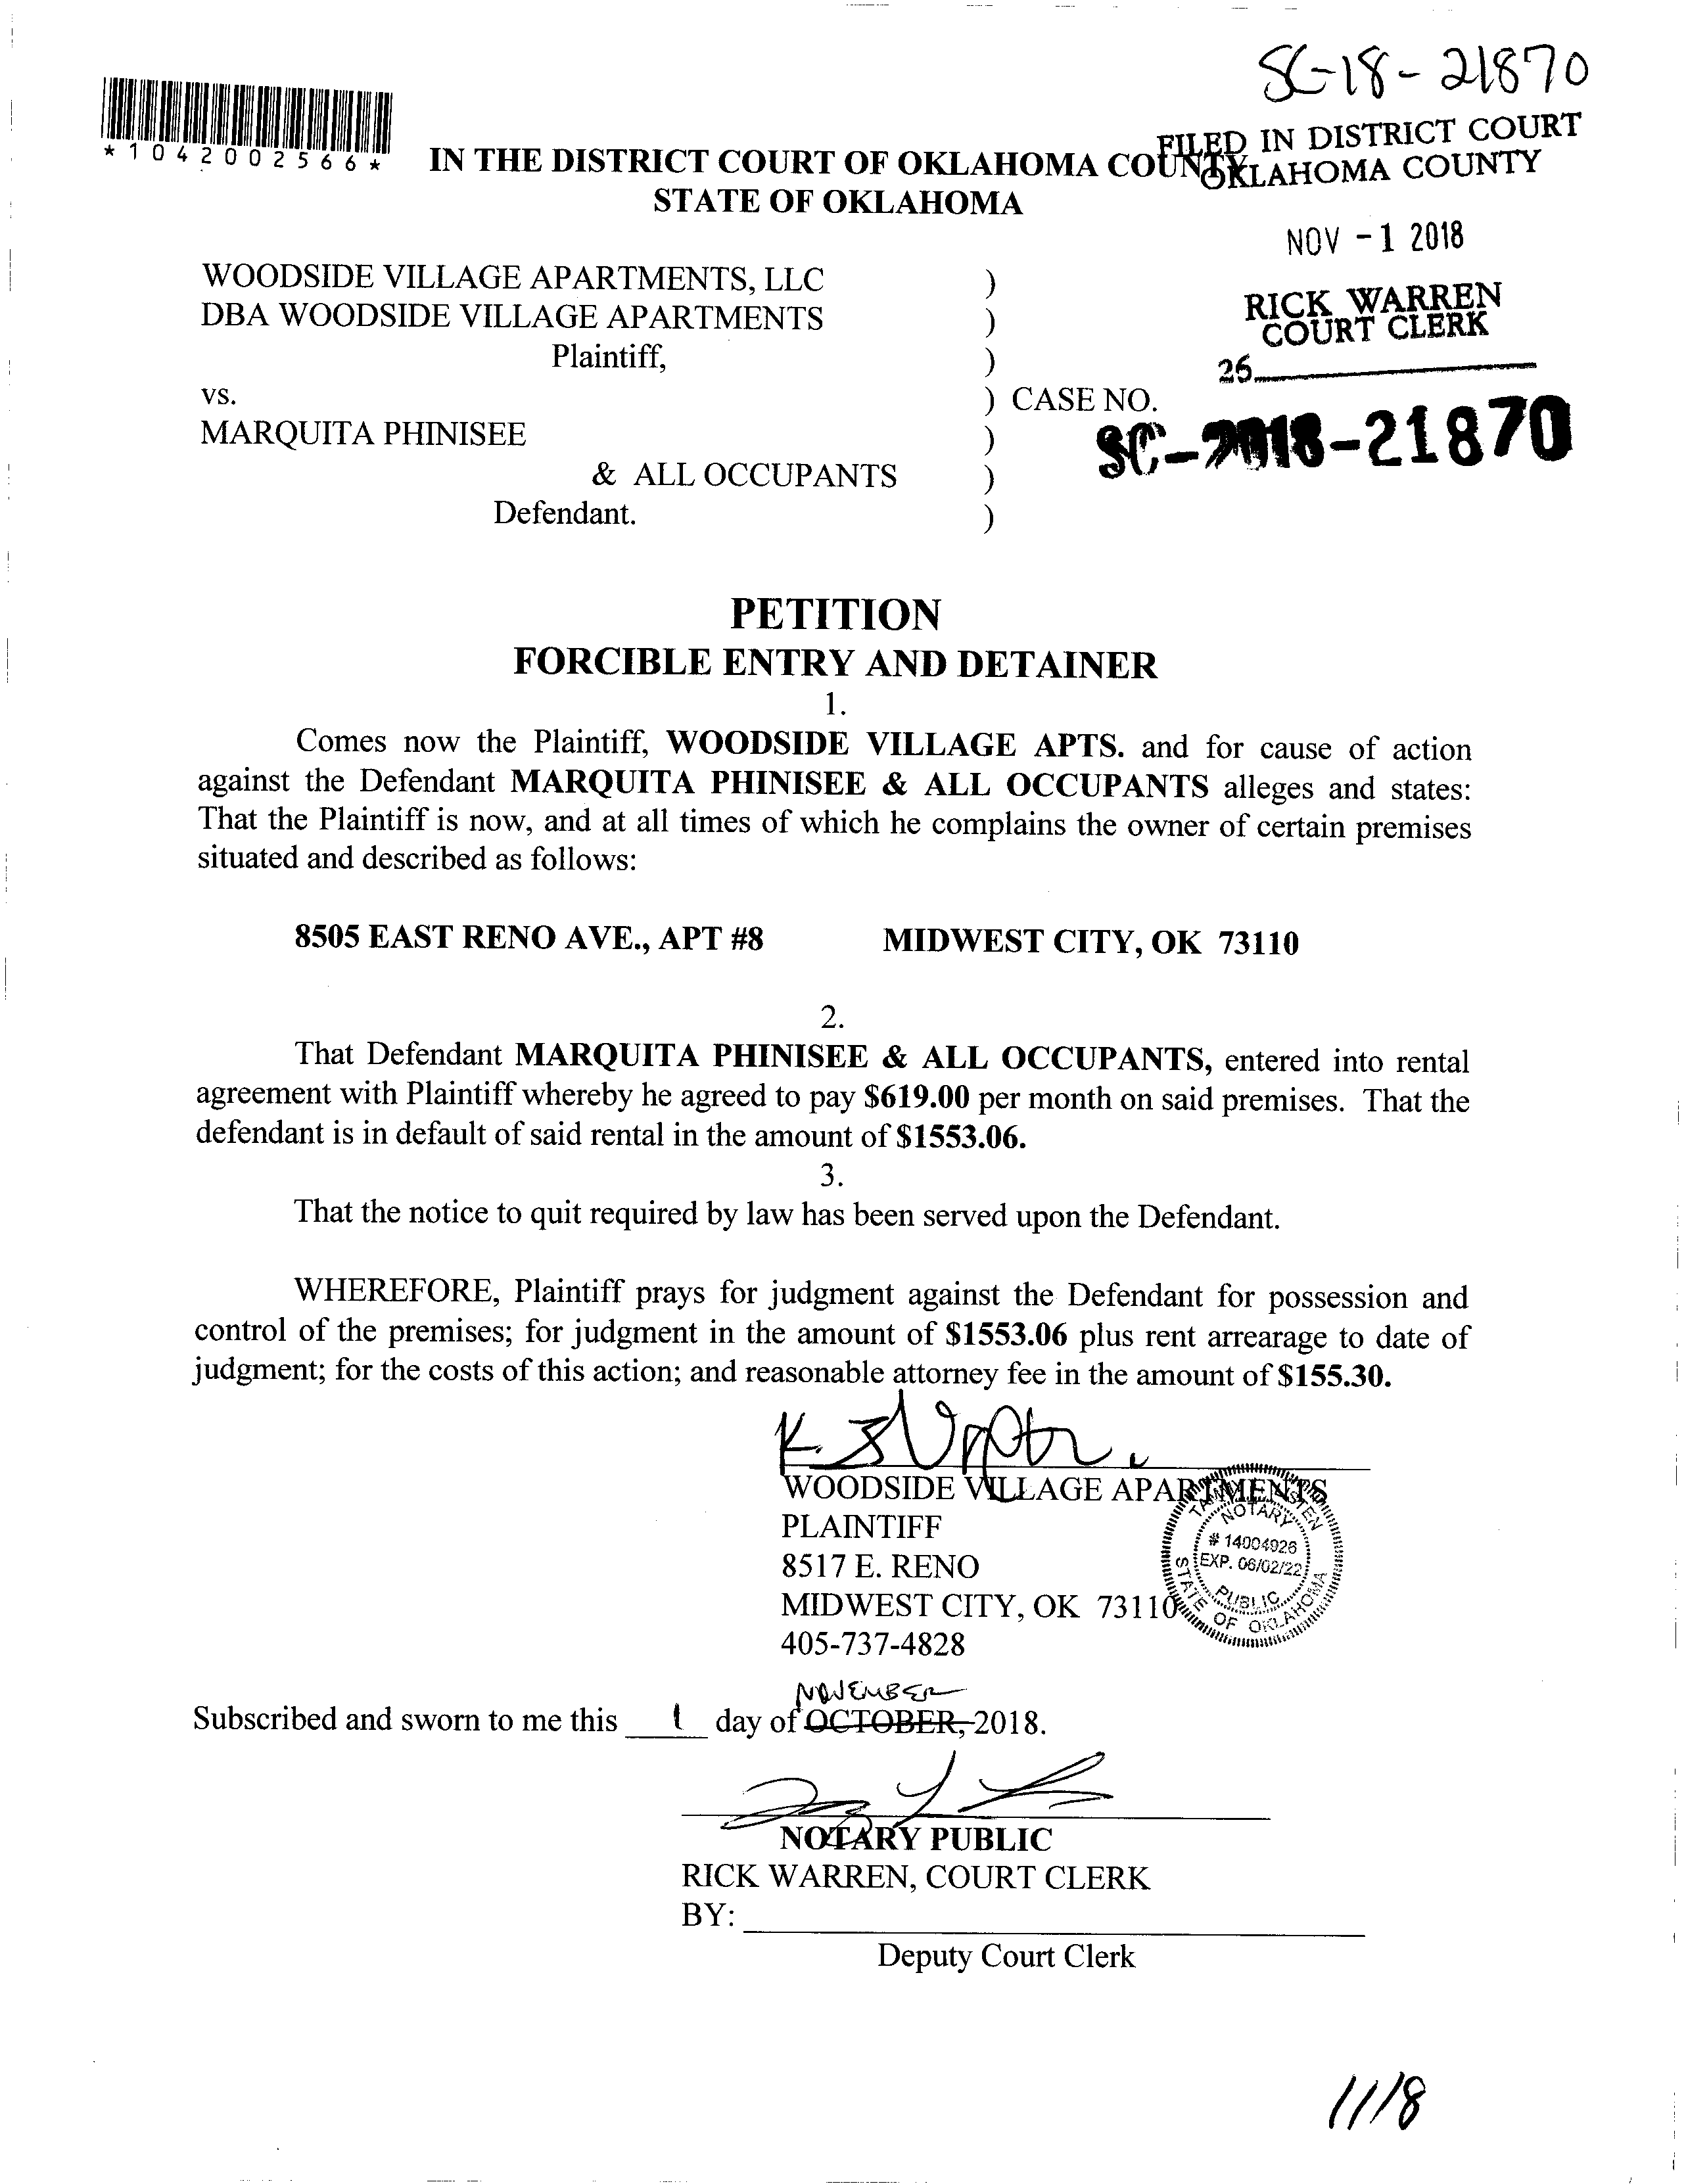 SC-18-21870
*1042002566*
FILED IN DISTRICT COURT
OKLAHOMA COUNTY
IN THE DISTRICT COURT OF OKLAHOMA COUNTY
STATE OF OKLAHOMA
NOV -1 2018
RICK WARREN
COURT CLERK
26
WOODSIDE VILLAGE APARTMENTS, LLC )
DBA WOODSIDE VILLAGE APARTMENTS )
Plaintiff, )
vs. ) CASE NO.
SC-2018-21870
MARQUITA PHINISEE )
& ALL OCCUPANTS )
Defendant. )
PETITION
FORCIBLE ENTRY AND DETAINER
1.
Comes now the Plaintiff, WOODSIDE VILLAGE APTS. and for cause of action
against the Defendant MARQUITA PHINISEE & ALL OCCUPANTS alleges and states:
That the Plaintiff is now, and at all times of which he complains the owner of certain premises
situated and described as follows:
8505 EAST RENO AVE., APT #8 MIDWEST CITY, OK 73110
2.
That Defendant MARQUITA PHINISEE & ALL OCCUPANTS, entered into rental
agreement with Plaintiff whereby he agreed to pay $619.00 per month on said premises. That the
defendant is in default of said rental in the amount of $1553.06.
3.
That the notice to quit required by law has been served upon the Defendant.
WHEREFORE, Plaintiff prays for judgment against the Defendant for possession and
control of the premises; for judgment in the amount of $1553.06 plus rent arrearage to date of
judgment; for the costs of this action; and reasonable attorney fee in the amount of $155.30.
WOODSIDE VILLAGE APARTMENTS
PLAINTIFF
8517 E. RENO
MIDWEST CITY, OK 73110
405-737-4828
NOTARY
# 14004926
EXP. 06/02/22
PUBLIC
STATE OF OKLAHOMA
NOVEMBER
Subscribed and sworn to me this 1 day of OCTOBER, 2018.
NOTARY PUBLIC
RICK WARREN, COURT CLERK
BY:
Deputy Court Clerk
11/8